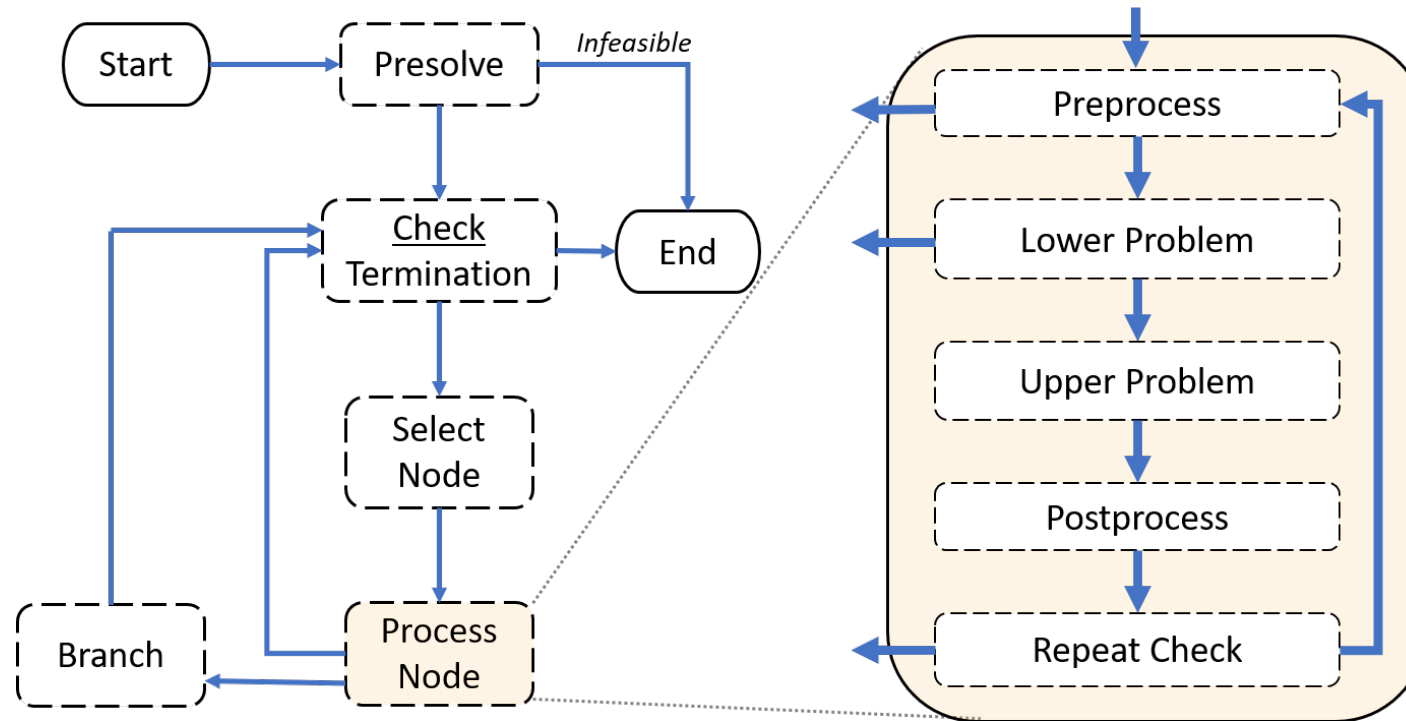 Start
Presolve
Infeasible
Check
Termination
End
Select
Node
Process
Node
Branch
Preprocess
Lower Problem
Upper Problem
Postprocess
Repeat Check